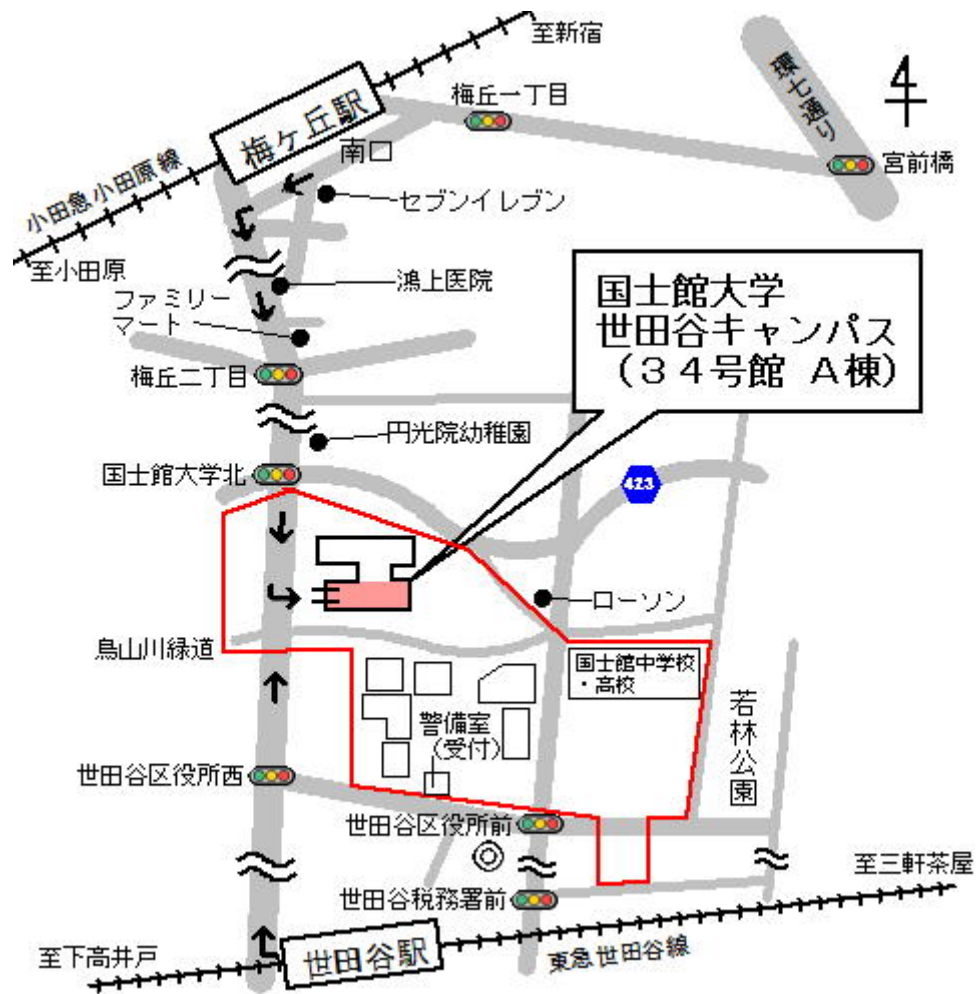 至新宿
梅丘一丁目
環七通り
梅ヶ丘駅
南口
宮前橋
小田急小田原線
セブンイレブン
至小田原
鴻上医院
国士館大学
世田谷キャンパス
(34号館 A棟)
ファミリー
マート
梅丘二丁目
円光院幼稚園
国士館大学北
423
ローソン
烏山川緑道
国士館中学校
・高校
若林公園
警備室
(受付)
世田谷区役所西
世田谷区役所前
至三軒茶屋
世田谷税務署前
世田谷駅
東急世田谷線
至下高井戸